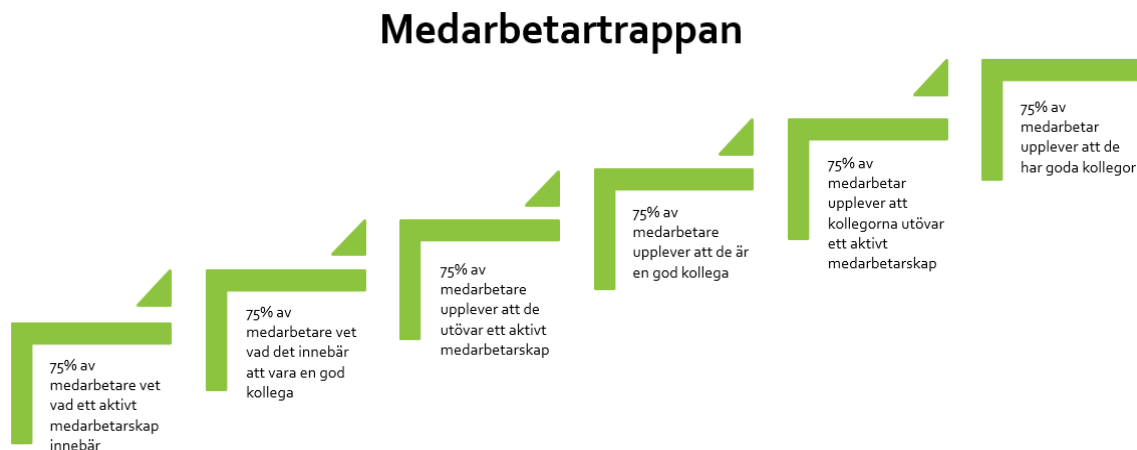 Medarbetartrappan
75% av
medarbetare vet
vad ett aktivt
medarbetarskap
innebär
75% av
medarbetare vet
vad det innebär
att vara en god
kollega
75% av
medarbetare
upplever att de
utövar ett aktivt
medarbetarskap
75% av
medarbetare
upplever att de är
en god kollega
75% av
medarbetar
upplever att
kollegorna utövar
ett aktivt
medarbetarskap
75% av
medarbetar
upplever att de
har goda kollegor